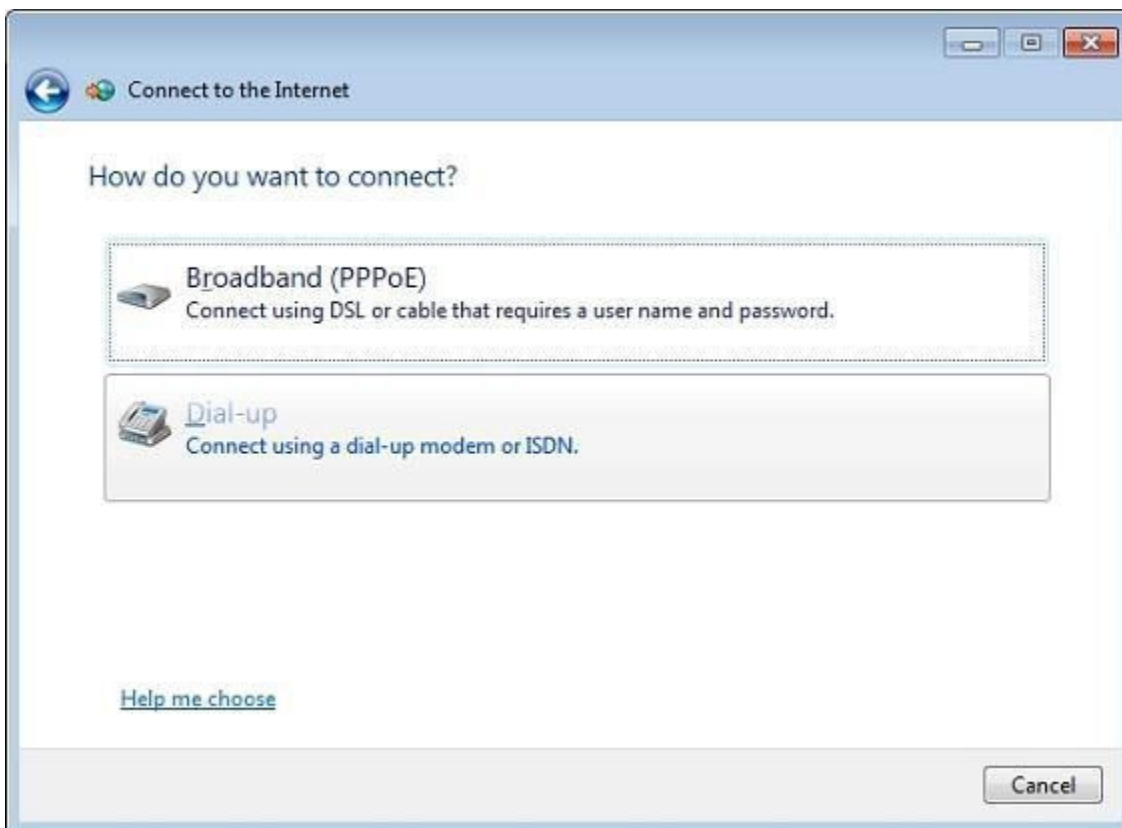 Connect to the Internet
How do you want to connect?
Broadband (PPPoE)
Connect using DSL or cable that requires a user name and password.
Dial-up
Connect using a dial-up modem or ISDN.
Help me choose
Cancel